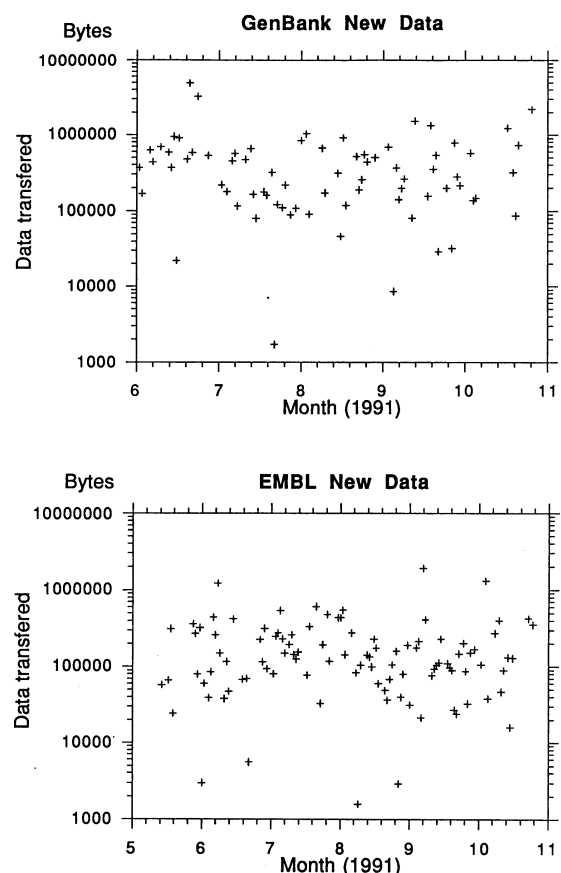 GenBank New Data
Bytes
10000000
1000000
100000
10000
1000
Data transfered
6 7 8 9 10 11
Month (1991)
EMBL New Data
Bytes
10000000
1000000
100000
10000
1000
Data transfered
5 6 7 8 9 10 11
Month (1991)